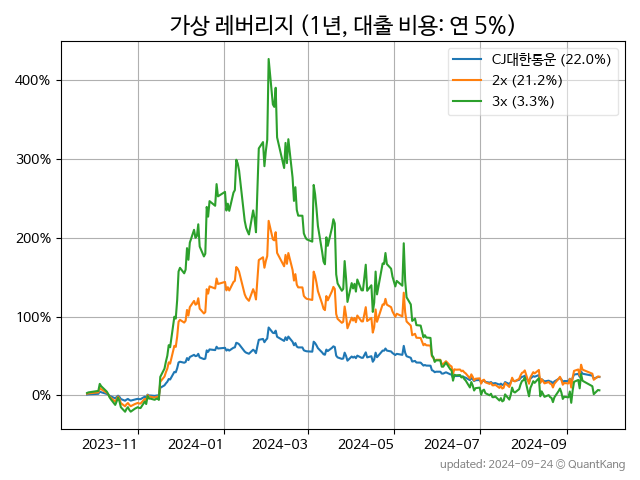 가상 레버리지 (1년, 대출 비용: 연 5%)
CJ대한통운 (22.0%)
2x (21.2%)
3x (3.3%)
400%
300%
200%
100%
0%
2023-11 2024-01 2024-03 2024-05 2024-07 2024-09
updated: 2024-09-24 © QuantKang